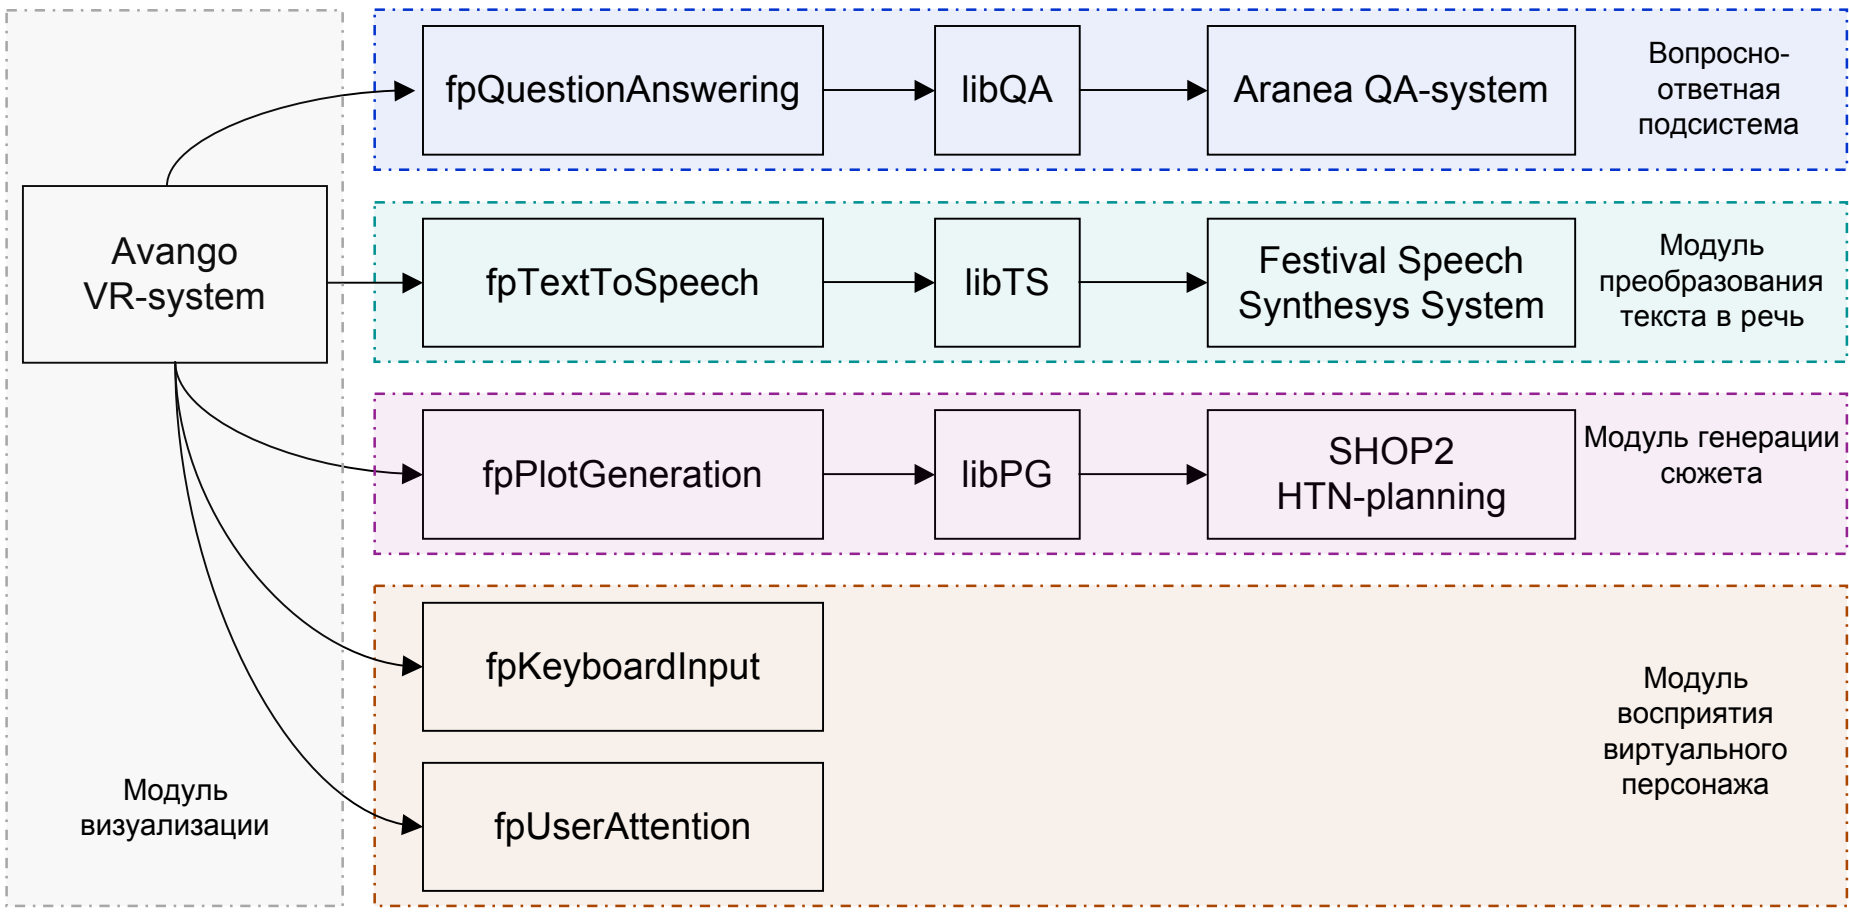 fpQuestionAnswering
libQA
Aranea QA-system
Вопросно-
ответная
подсистема
Avango
VR-system
fpTextToSpeech
libTS
Festival Speech
Synthesys System
Модуль
преобразования
текста в речь
fpPlotGeneration
libPG
SHOP2
HTN-planning
Модуль генерации
сюжета
fpKeyboardInput
Модуль
восприятия
виртуального
персонажа
fpUserAttention
Модуль
визуализации